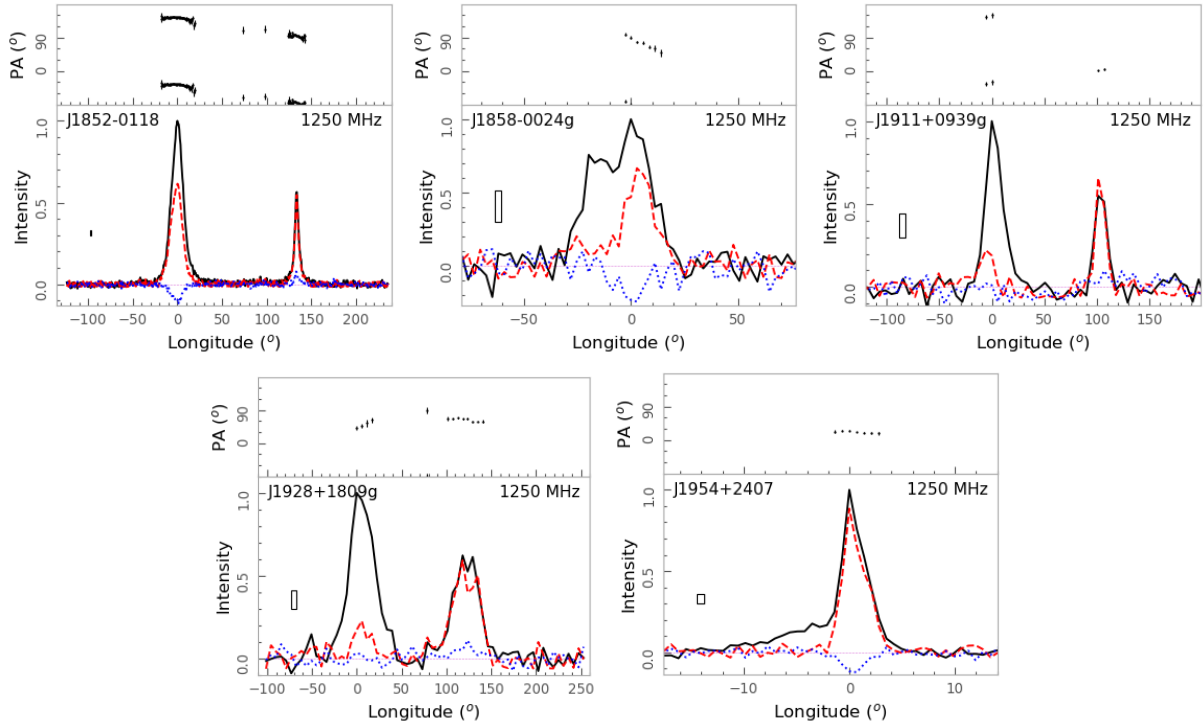 PA (°)
90
0
J1852-0118 1250 MHz
Intensity
1.0
0.5
0.0
-100 -50 0 50 100 150 200
Longitude (°)
PA (°)
90
0
J1858-0024g 1250 MHz
Intensity
1.0
0.5
0.0
-50 0 50
Longitude (°)
PA (°)
90
0
J1911+0939g 1250 MHz
Intensity
1.0
0.5
0.0
-100 -50 0 50 100 150
Longitude (°)
PA (°)
90
0
J1928+1809g 1250 MHz
Intensity
1.0
0.5
0.0
-100 -50 0 50 100 150 200 250
Longitude (°)
PA (°)
90
0
J1954+2407 1250 MHz
Intensity
1.0
0.5
0.0
-10 0 10
Longitude (°)